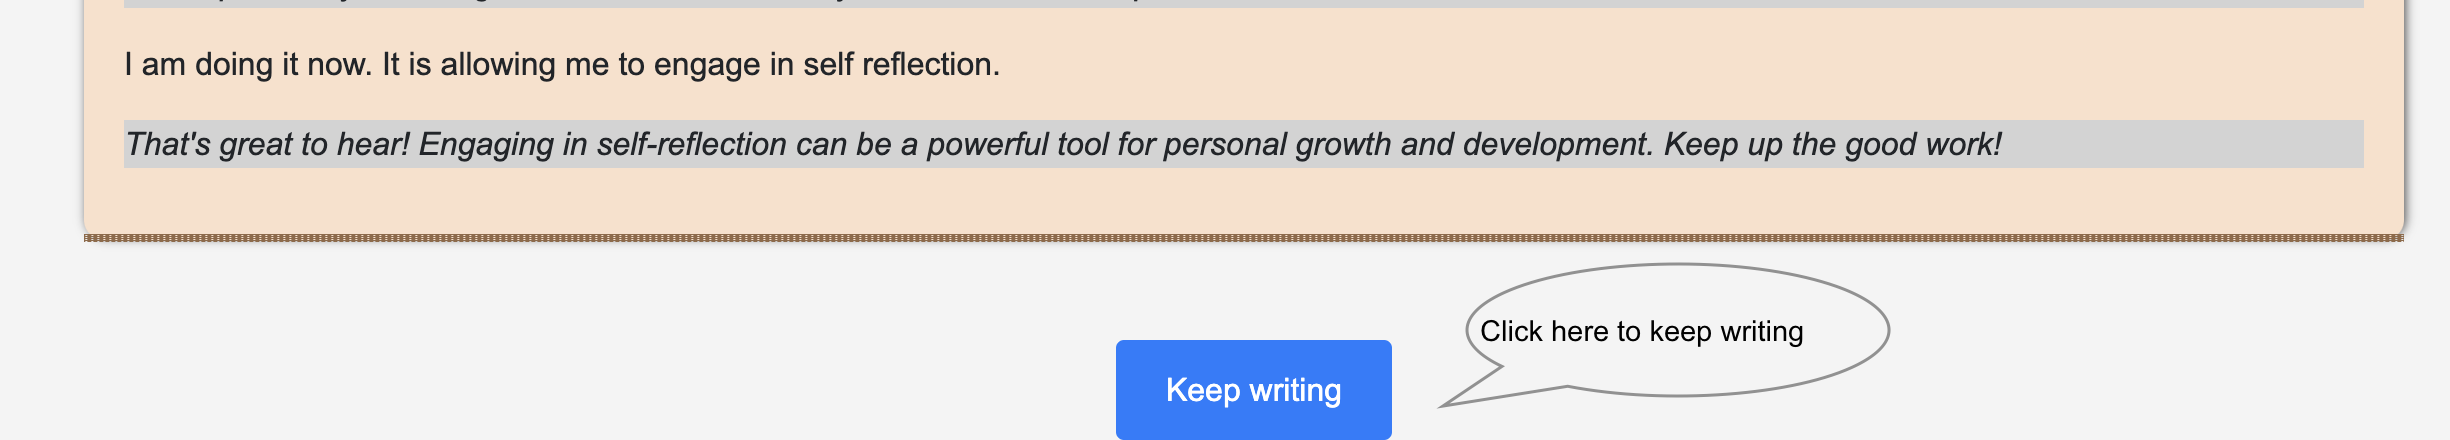 I am doing it now. It is allowing me to engage in self reflection.
That's great to hear! Engaging in self-reflection can be a powerful tool for personal growth and development. Keep up the good work!
Click here to keep writing
Keep writing